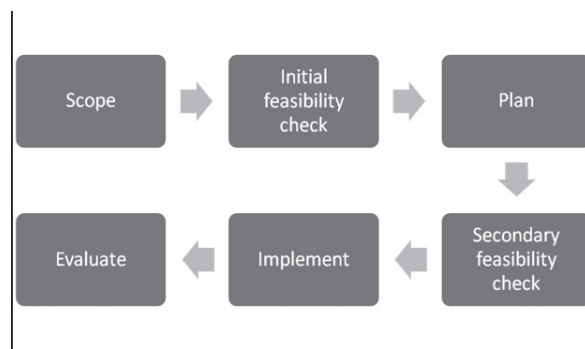 Scope
Initial
feasibility
check
Plan
Secondary
feasibility
check
Implement
Evaluate